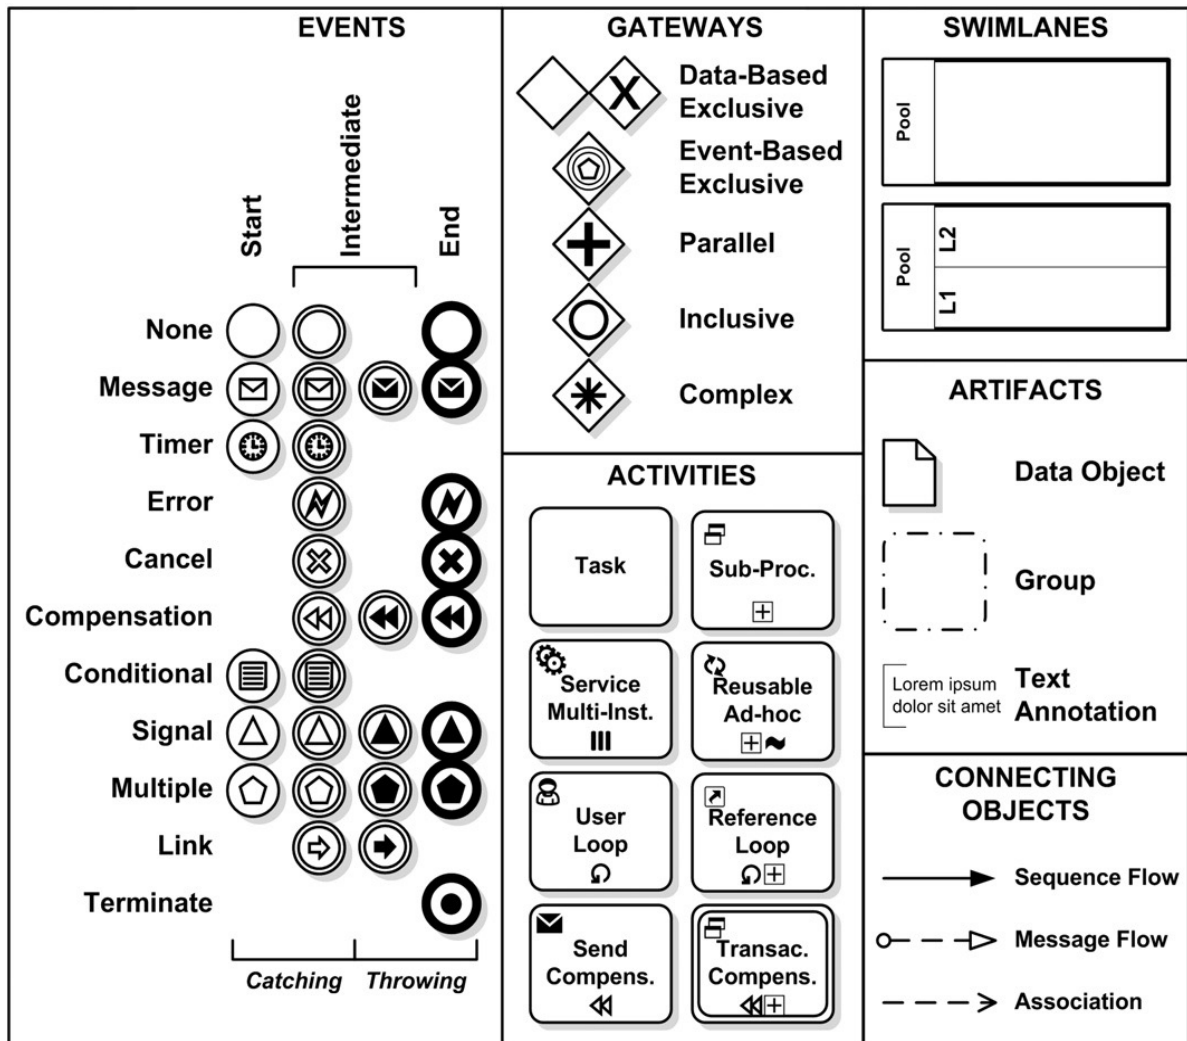 EVENTS
Start
Intermediate
End
None
Message
Timer
Error
Cancel
Compensation
Conditional
Signal
Multiple
Link
Terminate
Catching
Throwing
GATEWAYS
X
Data-Based
Exclusive
Event-Based
Exclusive
Parallel
Inclusive
Complex
ACTIVITIES
Task
Sub-Proc.
Service
Multi-Inst.
Reusable
Ad-hoc
User
Loop
Reference
Loop
Send
Compens.
Transac.
Compens.
SWIMLANES
Pool
Pool
L2
L1
ARTIFACTS
Data Object
Group
Lorem ipsum
dolor sit amet
Text
Annotation
CONNECTING
OBJECTS
Sequence Flow
Message Flow
Association